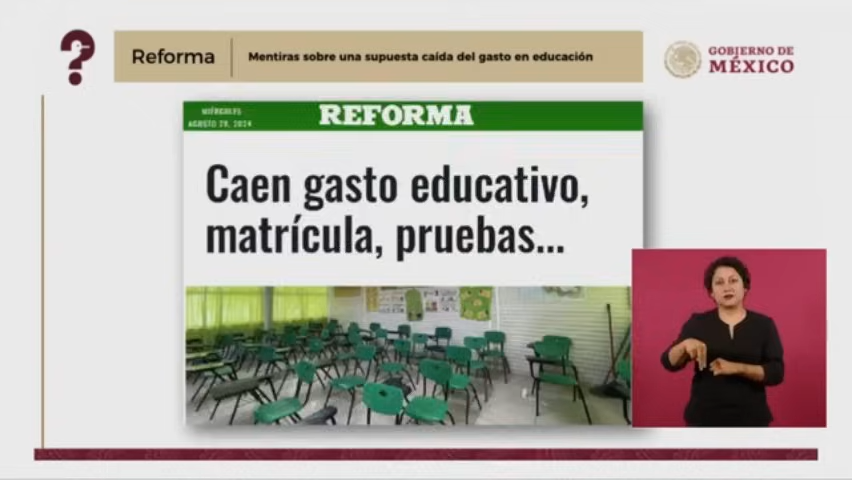 Reforma
Mentiras sobre una supuesta caída del gasto en educación
GOBIERNO DE
MÉXICO
MIÉRCOLES
AGOSTO 28, 2024
REFORMA
Caen gasto educativo,
matrícula, pruebas...